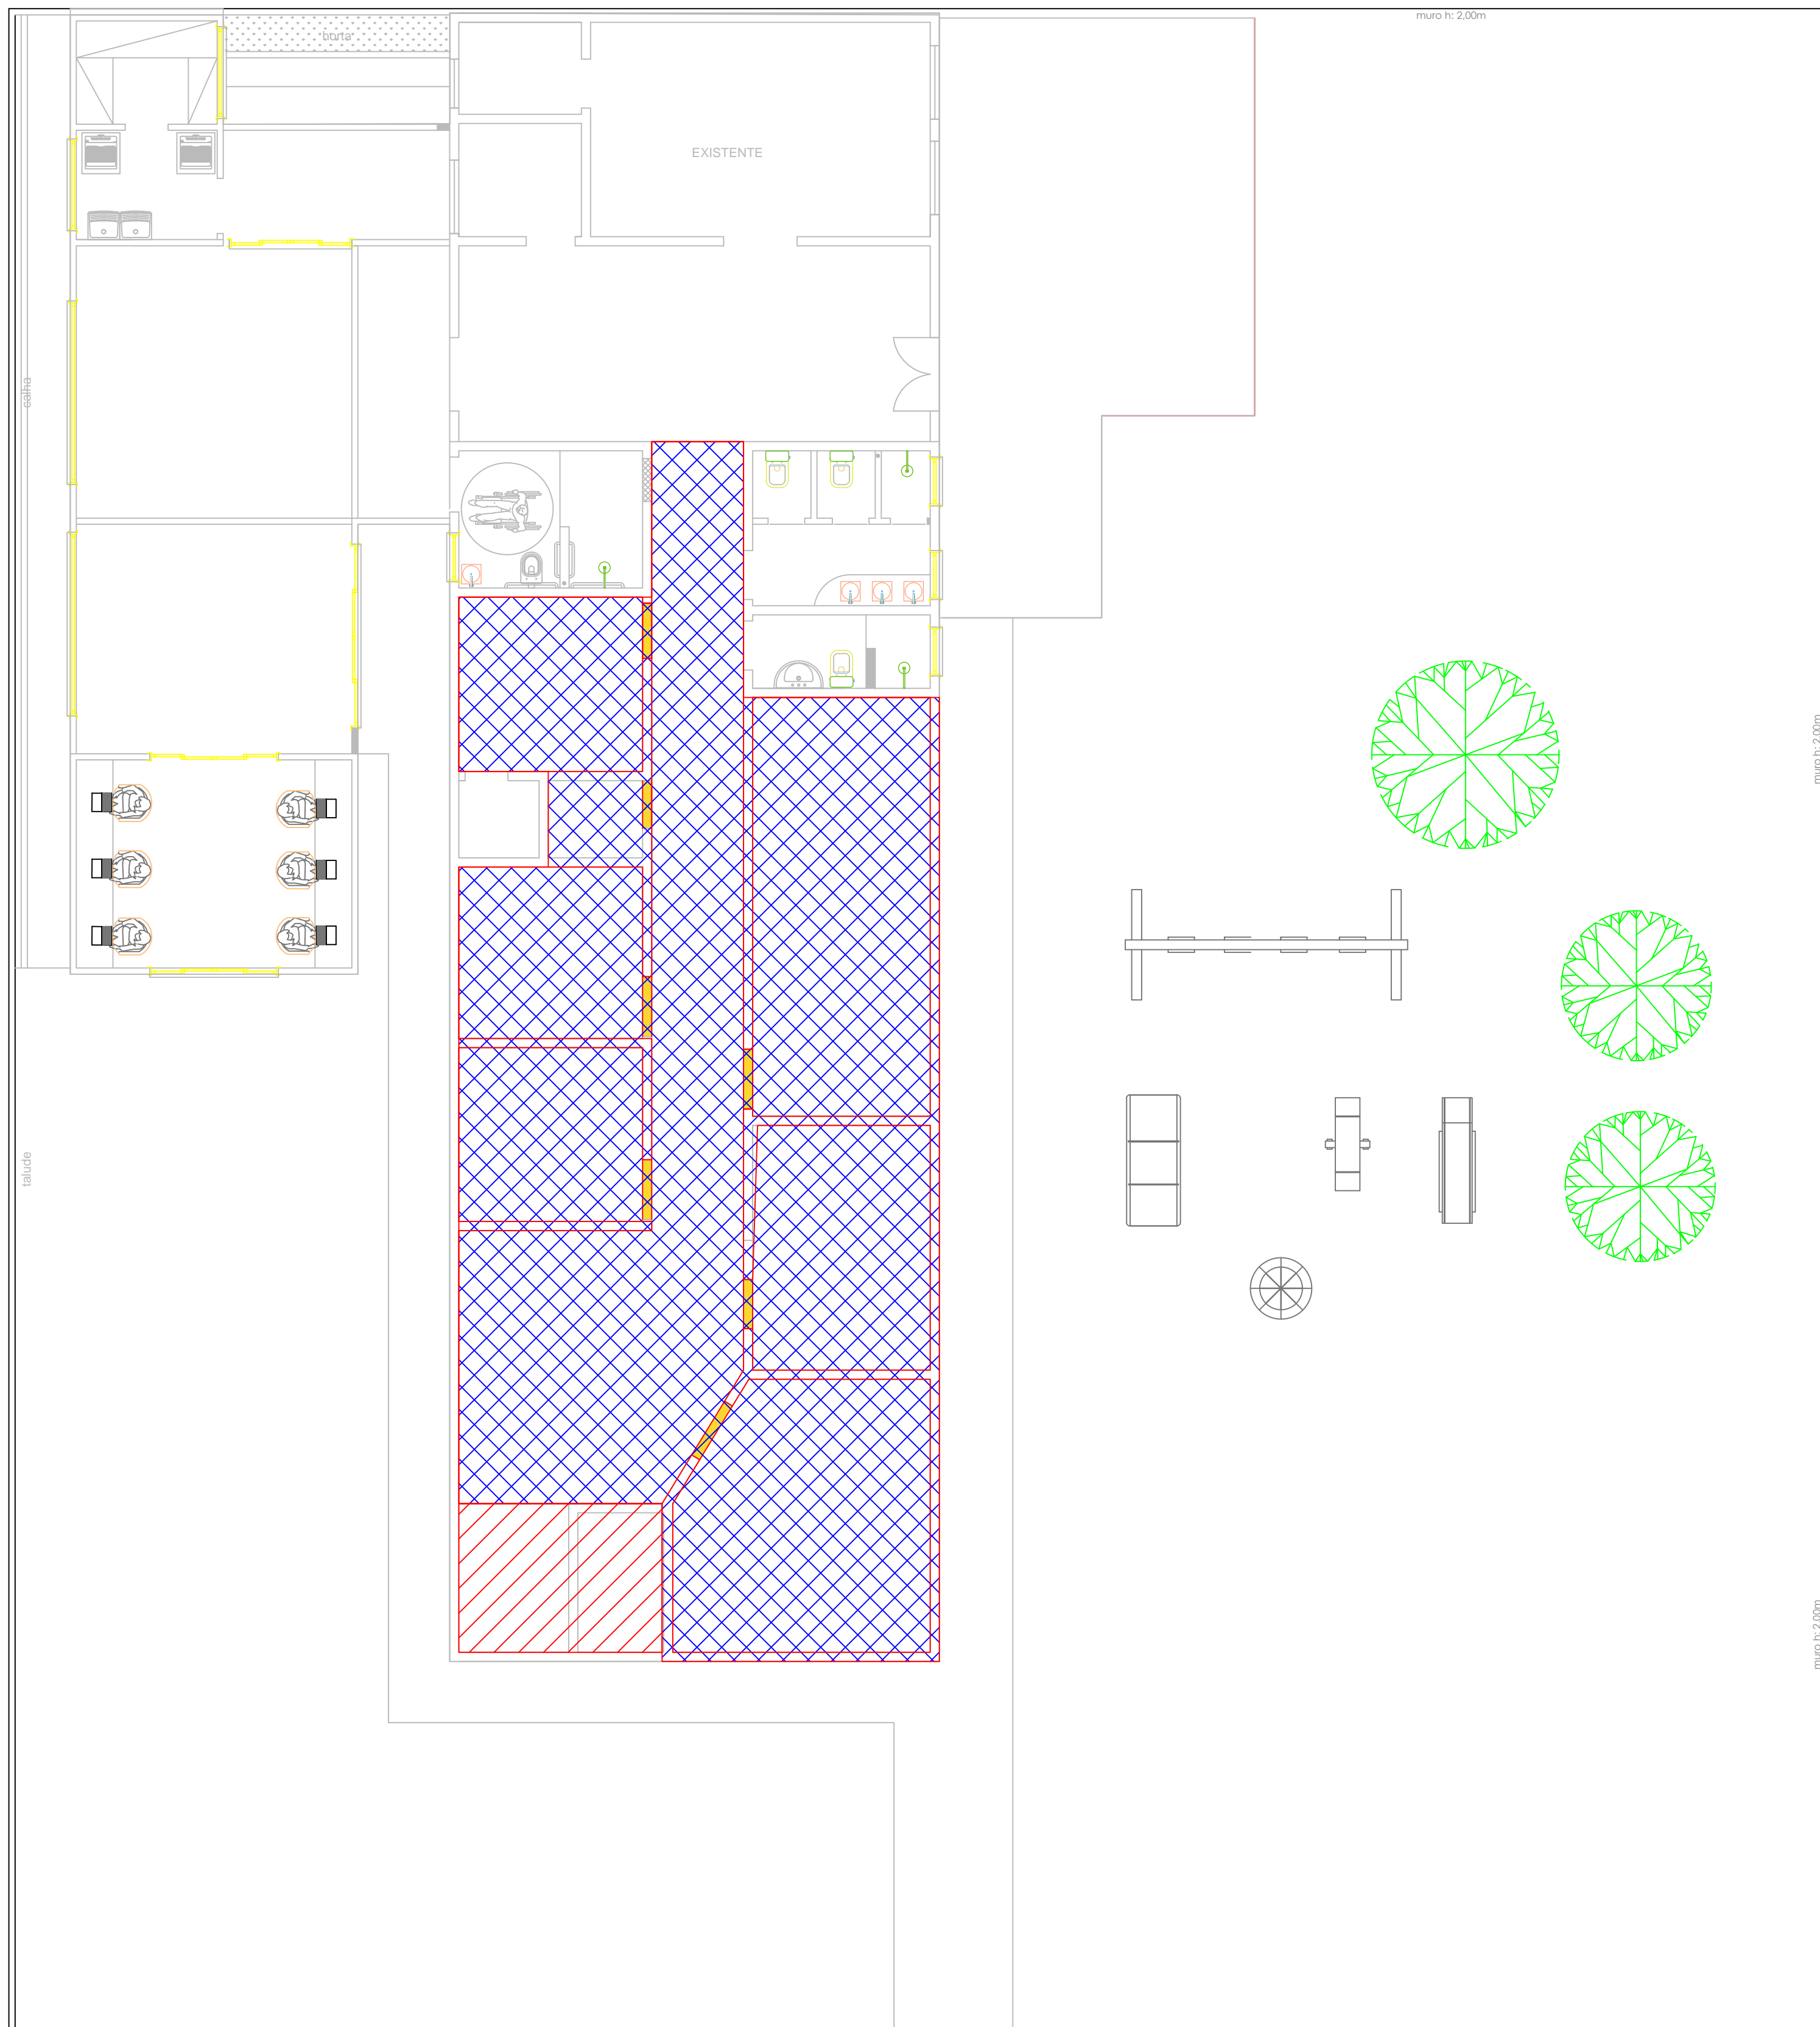 muro h: 2,00m
horta
EXISTENTE
calha
muro h: 2,00m
talude
muro h: 2,00m